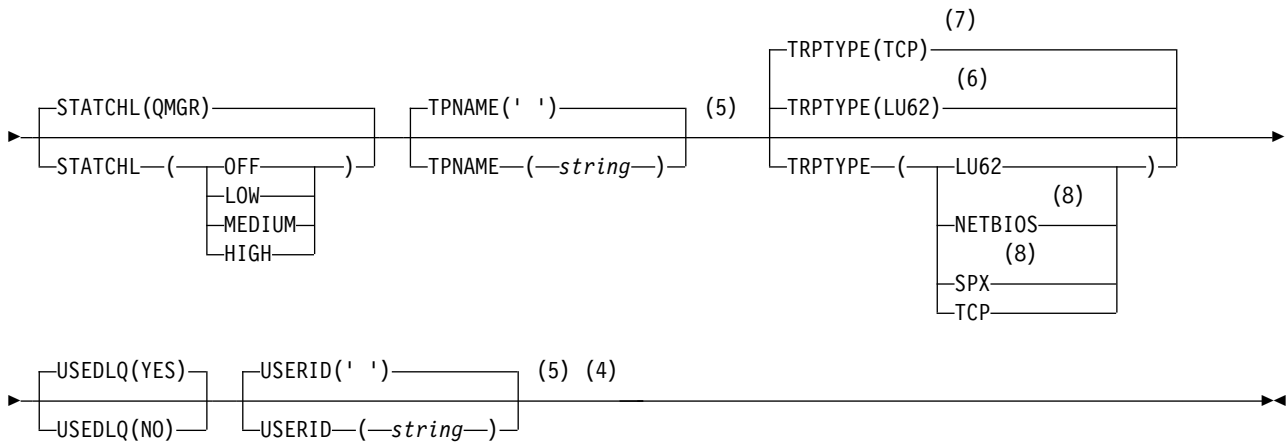 (7)
TRPTYPE(TCP)
(6)
STATCHL(QMGR) TPNAME(' ') (5) TRPTYPE(LU62)
STATCHL ( OFF ) TPNAME ( string ) TRPTYPE ( LU62 )
LOW (8)
MEDIUM NETBIOS
HIGH (8)
SPX
TCP
USEDLQ(YES) USERID(' ') (5) (4)
USEDLQ(NO) USERID ( string )